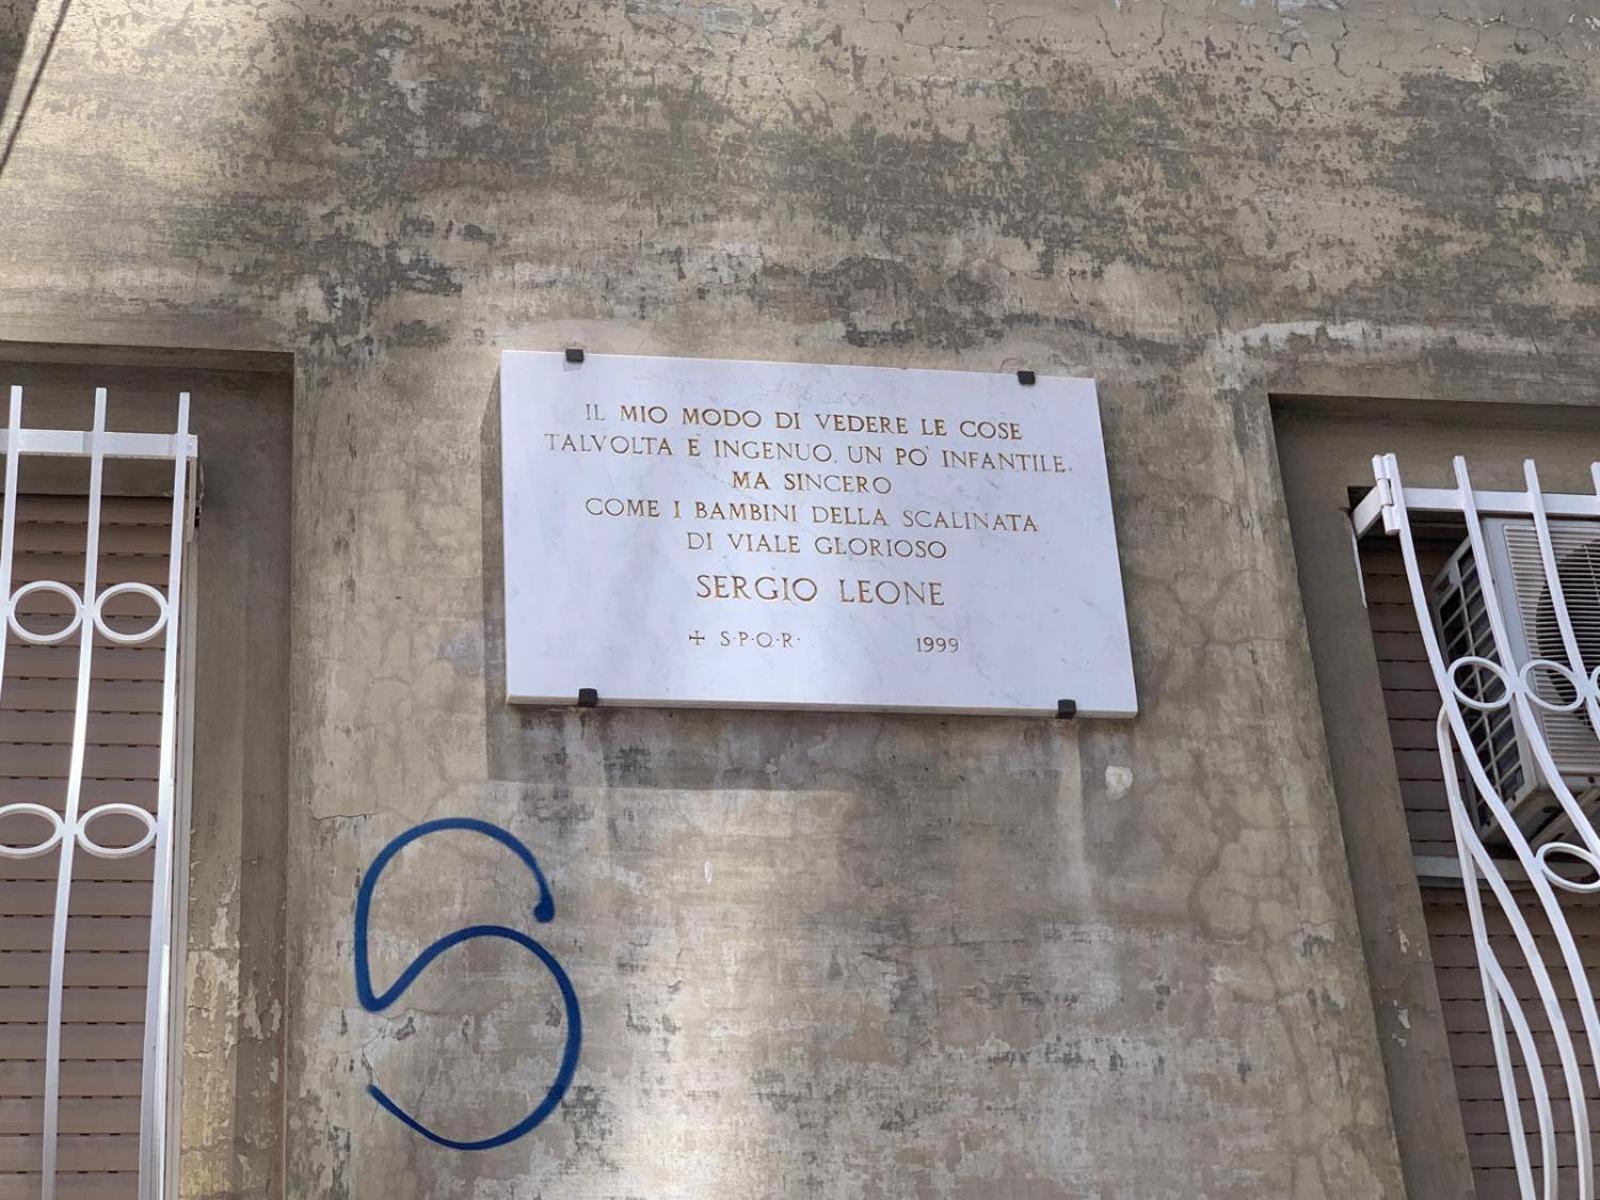 IL MIO MODO DI VEDERE LE COSE
TALVOLTA È INGENUO, UN PO' INFANTILE,
MA SINCERO
COME I BAMBINI DELLA SCALINATA
DI VIALE GLORIOSO
SERGIO LEONE
✢ S·P·Q·R· 1999
S